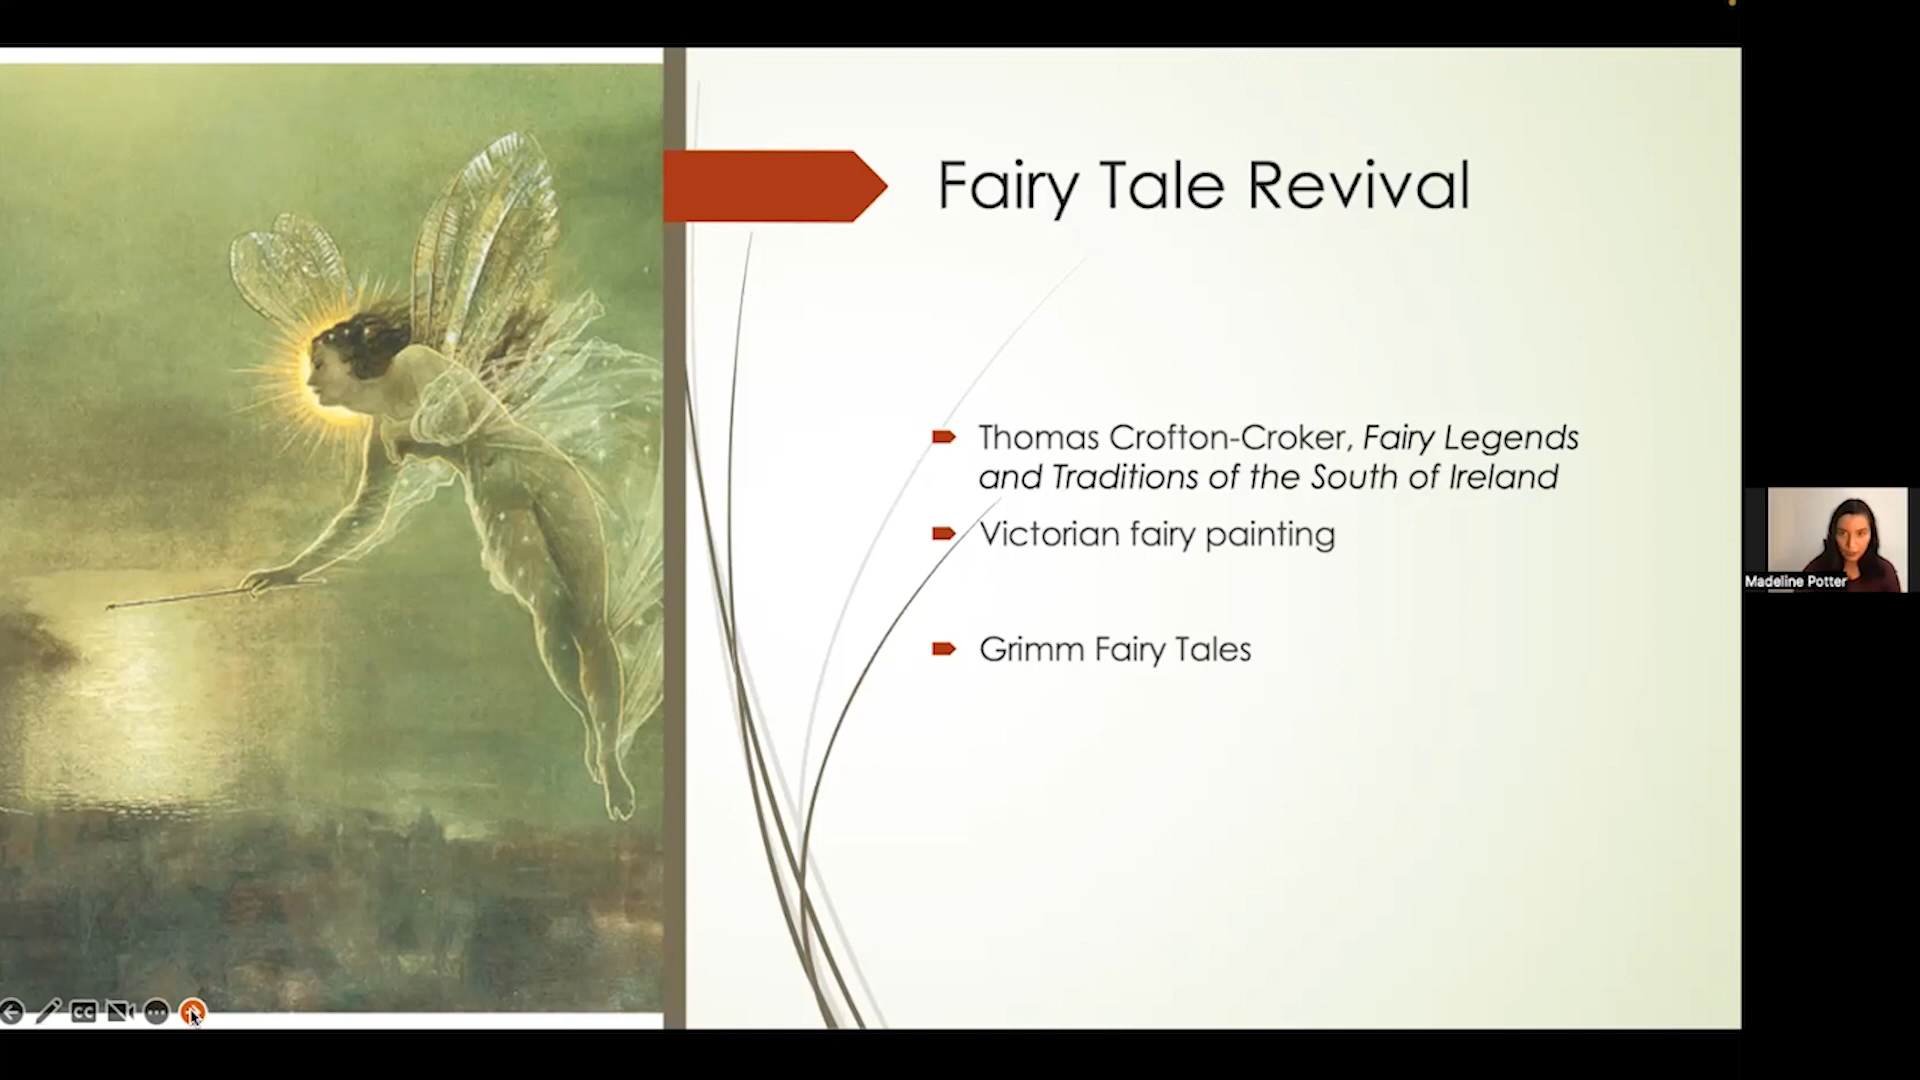 Fairy Tale Revival
Thomas Crofton-Croker, Fairy Legends
and Traditions of the South of Ireland
Victorian fairy painting
Grimm Fairy Tales
Madeline Potter
CC